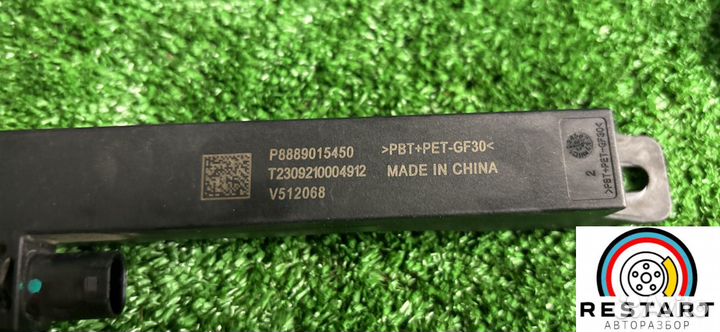 P8889015450 >PBT+PET-GF30<
T2309210004912 MADE IN CHINA
V512068
2
>PBT+PET-GF30<
RESTART
АВТОРАЗБОР